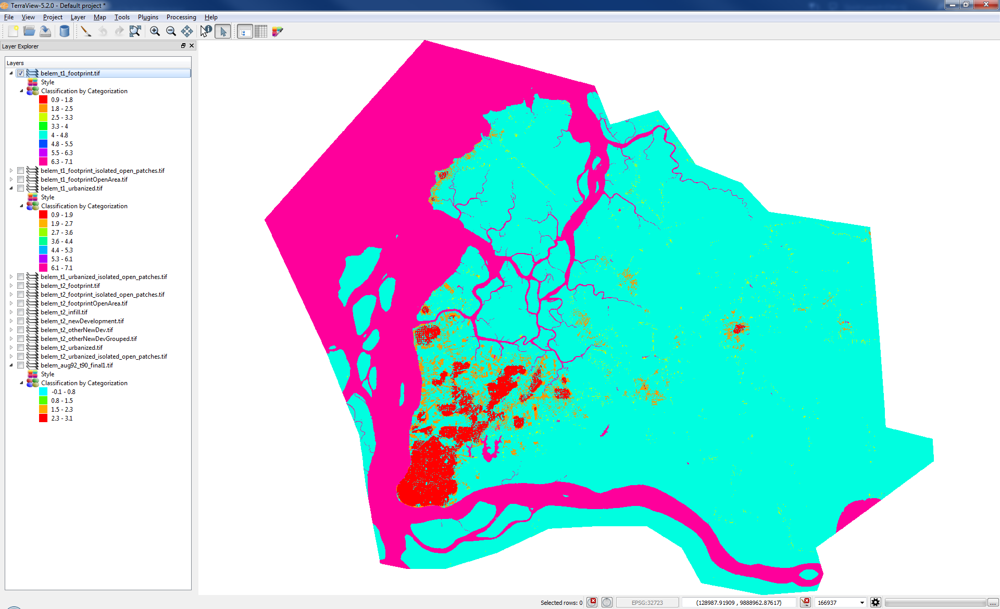 TerraView-5.2.0 - Default project *
File View Project Layer Map Tools Plugins Processing Help
Layer Explorer
Layers
belem_t1_footprint.tif
Style
Classification by Categorization
0.9 - 1.8
1.8 - 2.5
2.5 - 3.3
3.3 - 4
4 - 4.8
4.8 - 5.5
5.5 - 6.3
6.3 - 7.1
belem_t1_footprint_isolated_open_patches.tif
belem_t1_footprintOpenArea.tif
belem_t1_urbanized.tif
Style
Classification by Categorization
0.9 - 1.9
1.9 - 2.7
2.7 - 3.6
3.6 - 4.4
4.4 - 5.3
5.3 - 6.1
6.1 - 7.1
belem_t1_urbanized_isolated_open_patches.tif
belem_t2_footprint.tif
belem_t2_footprint_isolated_open_patches.tif
belem_t2_footprintOpenArea.tif
belem_t2_infill.tif
belem_t2_newDevelopment.tif
belem_t2_otherNewDev.tif
belem_t2_otherNewDevGrouped.tif
belem_t2_urbanized.tif
belem_t2_urbanized_isolated_open_patches.tif
belem_aug92_t90_final1.tif
Style
Classification by Categorization
-0.1 - 0.8
0.8 - 1.5
1.5 - 2.3
2.3 - 3.1
Selected rows: 0 EPSG:32723 (128987.91909 , 9888962.87617) 166937 ...